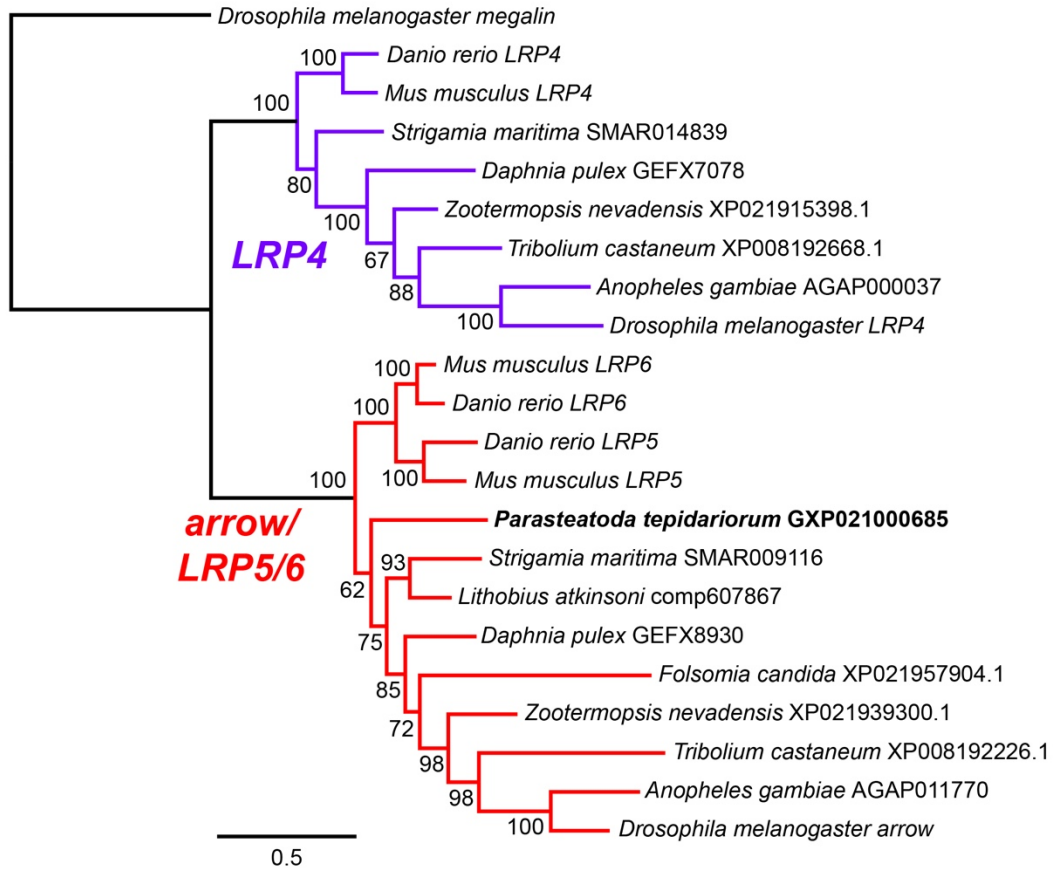 Drosophila melanogaster megalin
100
Danio rerio LRP4
100
Mus musculus LRP4
Strigamia maritima SMAR014839
80
Daphnia pulex GEFX7078
100
Zootermopsis nevadensis XP021915398.1
LRP4
67
Tribolium castaneum XP008192668.1
88
Anopheles gambiae AGAP000037
100
Drosophila melanogaster LRP4
100
Mus musculus LRP6
100
Danio rerio LRP6
Danio rerio LRP5
100
100
Mus musculus LRP5
arrow/
LRP5/6
Parasteatoda tepidariorum GXP021000685
93
Strigamia maritima SMAR009116
62
Lithobius atkinsoni comp607867
75
Daphnia pulex GEFX8930
85
Folsomia candida XP021957904.1
72
Zootermopsis nevadensis XP021939300.1
98
Tribolium castaneum XP008192226.1
98
Anopheles gambiae AGAP011770
100
Drosophila melanogaster arrow
0.5